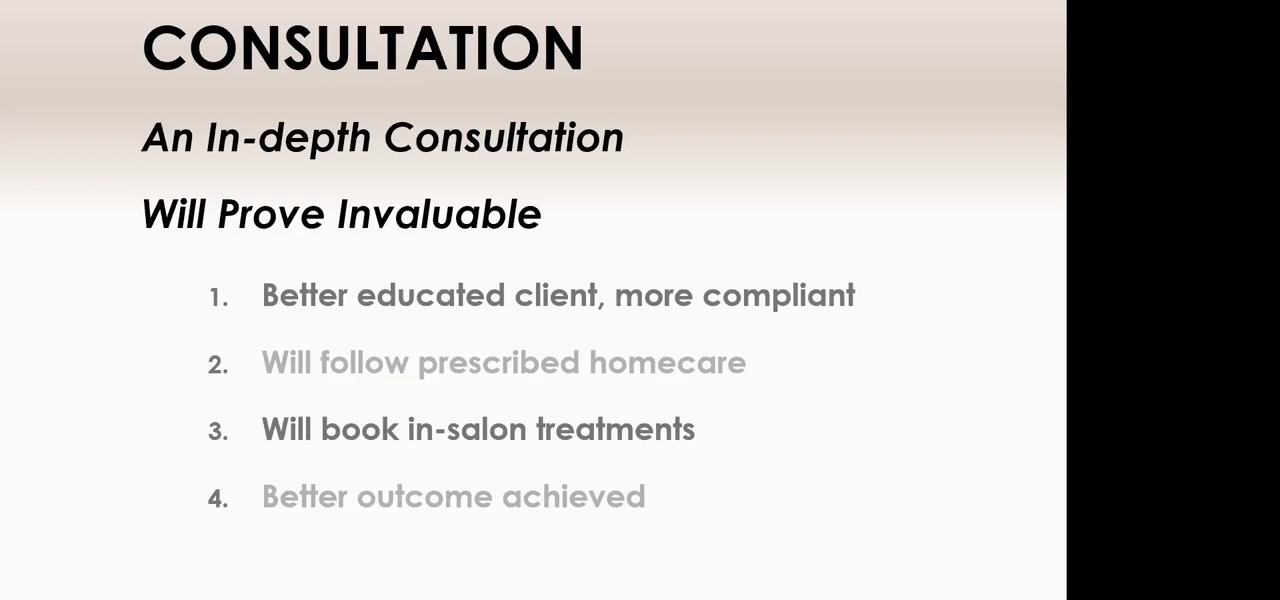 CONSULTATION
An In-depth Consultation
Will Prove Invaluable
1. Better educated client, more compliant
2. Will follow prescribed homecare
3. Will book in-salon treatments
4. Better outcome achieved